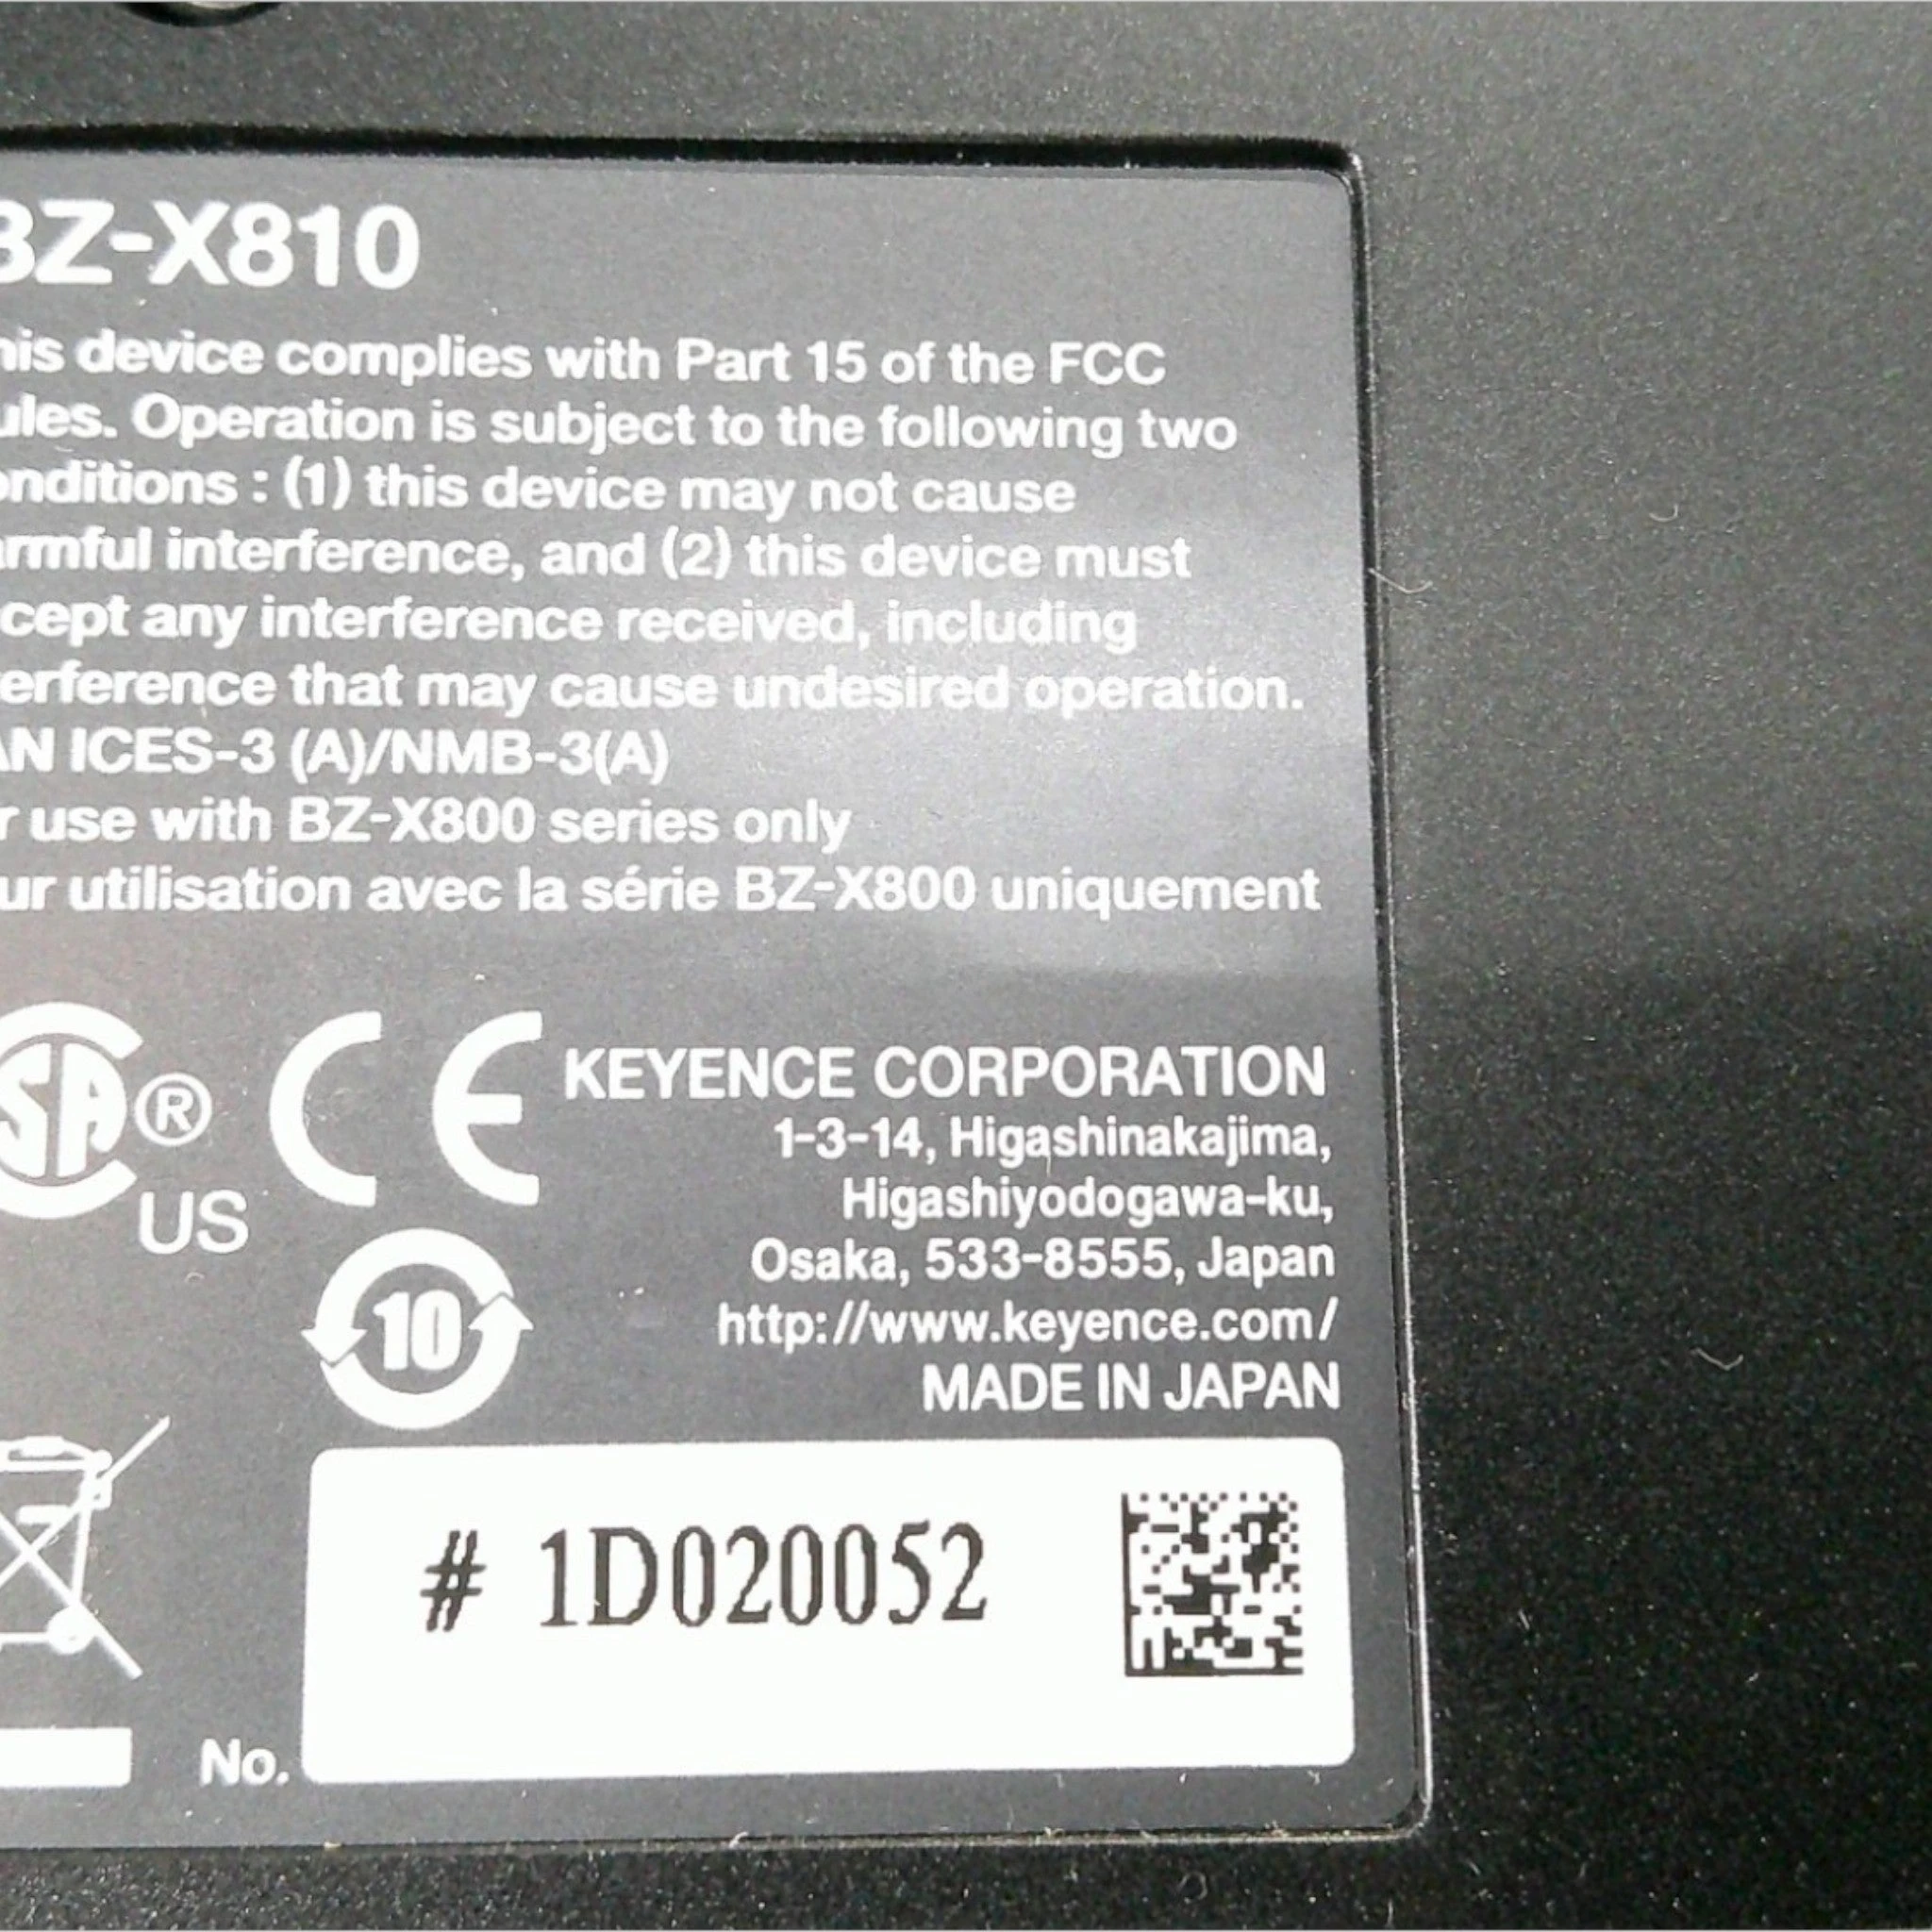 BZ-X810
his device complies with Part 15 of the FCC
ules. Operation is subject to the following two
onditions : (1) this device may not cause
armful interference, and (2) this device must
cept any interference received, including
erference that may cause undesired operation.
AN ICES-3 (A)/NMB-3(A)
r use with BZ-X800 series only
ur utilisation avec la série BZ-X800 uniquement
SA ® US
CE
10
KEYENCE CORPORATION
1-3-14, Higashinakajima,
Higashiyodogawa-ku,
Osaka, 533-8555, Japan
http://www.keyence.com/
MADE IN JAPAN
No.
# 1D020052